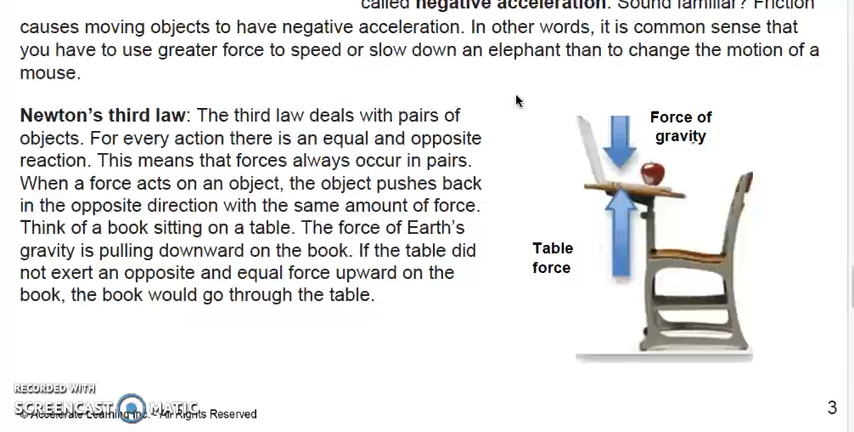 called negative acceleration. Sound familiar? Friction
causes moving objects to have negative acceleration. In other words, it is common sense that
you have to use greater force to speed or slow down an elephant than to change the motion of a
mouse.
Newton's third law: The third law deals with pairs of
objects. For every action there is an equal and opposite
reaction. This means that forces always occur in pairs.
When a force acts on an object, the object pushes back
in the opposite direction with the same amount of force.
Think of a book sitting on a table. The force of Earth's
gravity is pulling downward on the book. If the table did
not exert an opposite and equal force upward on the
book, the book would go through the table.
Force of
gravity
Table
force
RECORDED WITH
SCREENCAST MATIC
© Accelerate Learning Inc. - All Rights Reserved
3